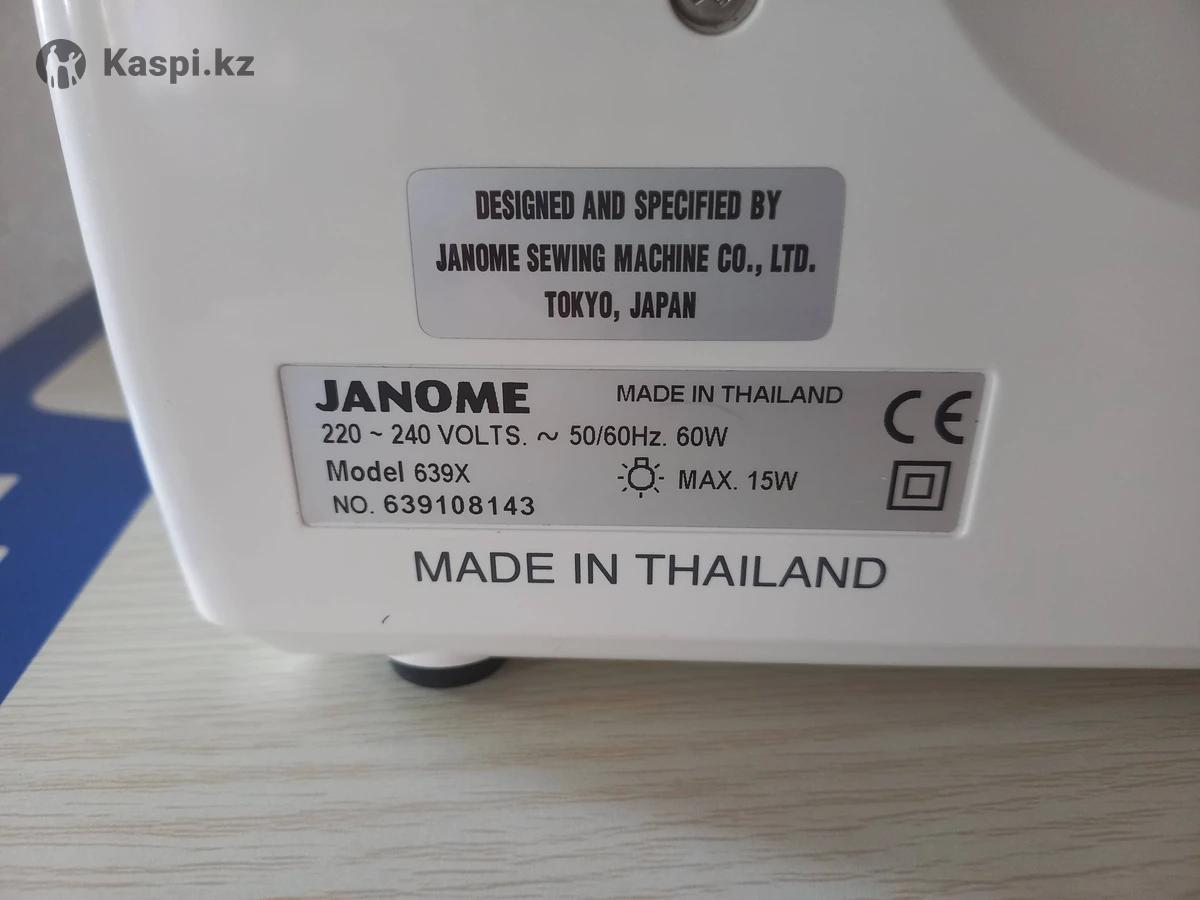 Kaspi.kz
DESIGNED AND SPECIFIED BY
JANOME SEWING MACHINE CO., LTD.
TOKYO, JAPAN
JANOME MADE IN THAILAND
220 ~ 240 VOLTS. ~ 50/60Hz. 60W
Model 639X MAX. 15W
NO. 639108143
CE
MADE IN THAILAND